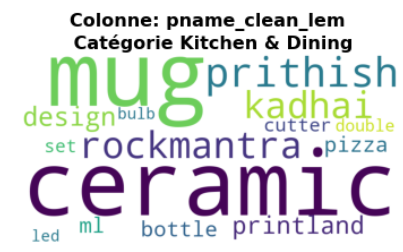 Colonne: pname_clean_lem
Catégorie Kitchen & Dining
mug prithish
design bulb kadhai
cutter double
set rockmantra pizza
ceramic
led ml bottle printland